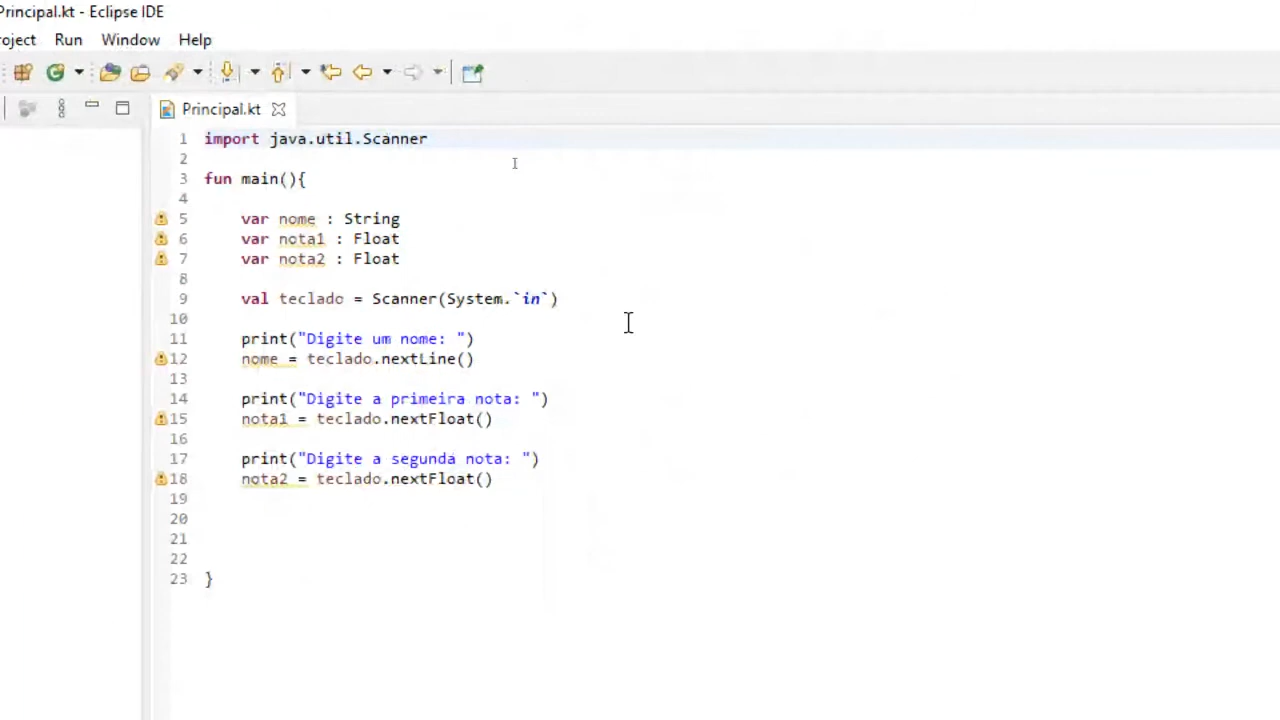 Principal.kt - Eclipse IDE
roject Run Window Help
Principal.kt
1 import java.util.Scanner
2
3 fun main(){
4
5 var nome : String
6 var nota1 : Float
7 var nota2 : Float
8
9 val teclado = Scanner(System.`in`)
10
11 print("Digite um nome: ")
12 nome = teclado.nextLine()
13
14 print("Digite a primeira nota: ")
15 nota1 = teclado.nextFloat()
16
17 print("Digite a segunda nota: ")
18 nota2 = teclado.nextFloat()
19
20
21
22
23 }